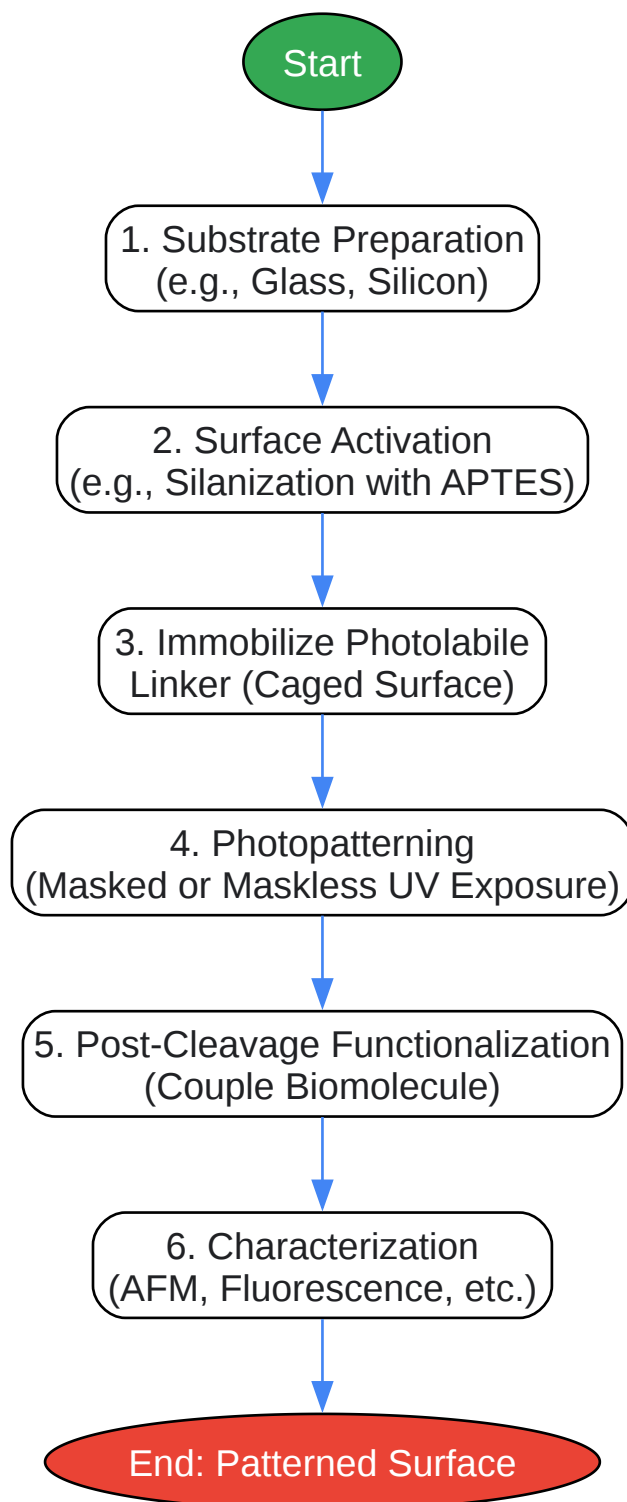 Start
1. Substrate Preparation
(e.g., Glass, Silicon)
2. Surface Activation
(e.g., Silanization with APTES)
3. Immobilize Photolabile
Linker (Caged Surface)
4. Photopatterning
(Masked or Maskless UV Exposure)
5. Post-Cleavage Functionalization
(Couple Biomolecule)
6. Characterization
(AFM, Fluorescence, etc.)
End: Patterned Surface